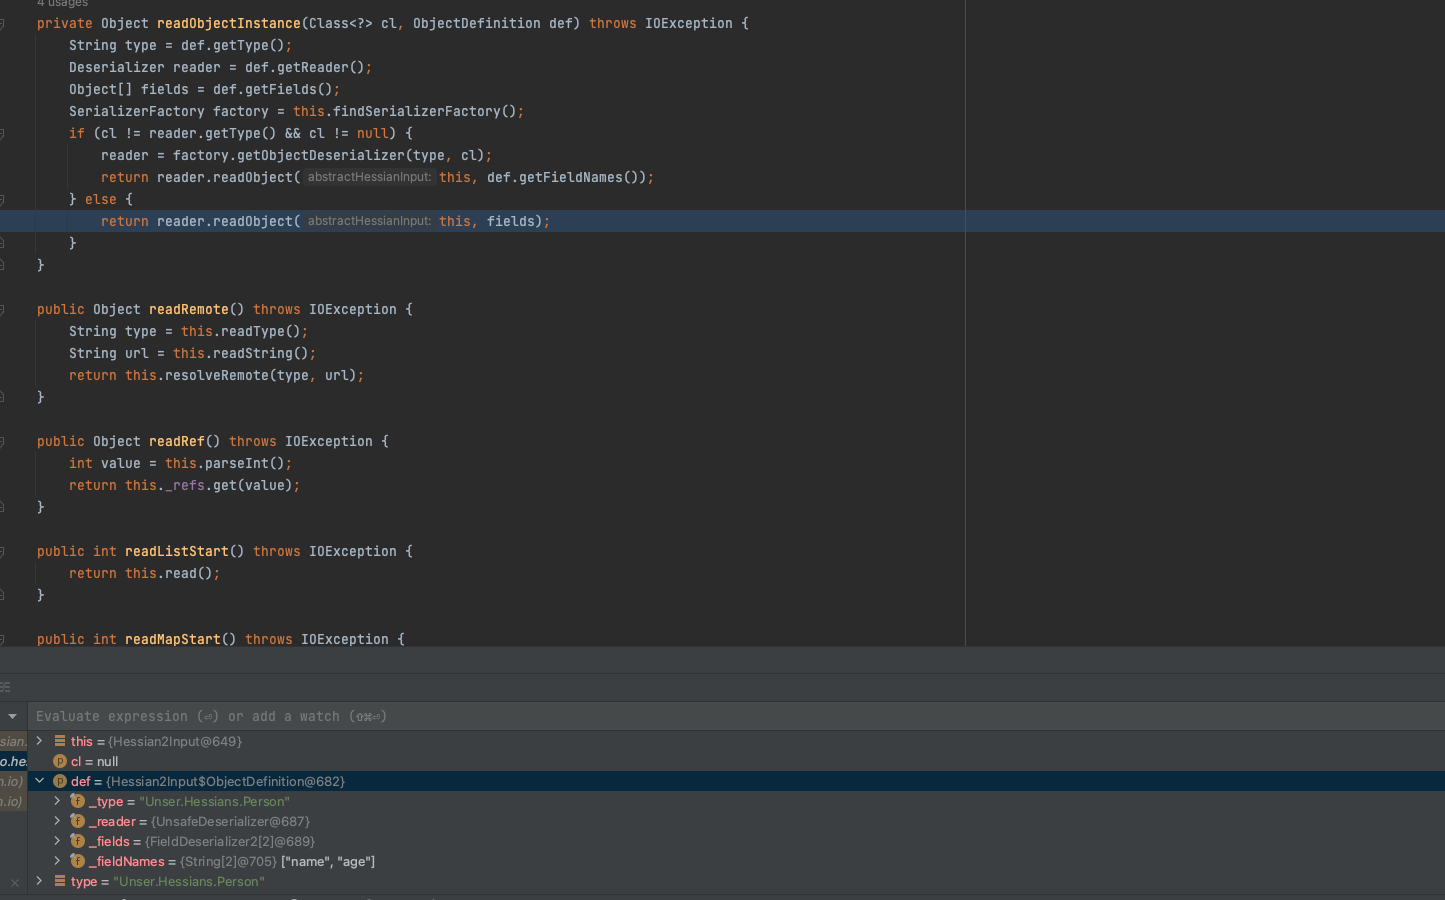 4 usages
private Object readObjectInstance(Class<?> cl, ObjectDefinition def) throws IOException {
String type = def.getType();
Deserializer reader = def.getReader();
Object[] fields = def.getFields();
SerializerFactory factory = this.findSerializerFactory();
if (cl != reader.getType() && cl != null) {
reader = factory.getObjectDeserializer(type, cl);
return reader.readObject( abstractHessianInput: this, def.getFieldNames());
} else {
return reader.readObject( abstractHessianInput: this, fields);
}
}
public Object readRemote() throws IOException {
String type = this.readType();
String url = this.readString();
return this.resolveRemote(type, url);
}
public Object readRef() throws IOException {
int value = this.parseInt();
return this._refs.get(value);
}
public int readListStart() throws IOException {
return this.read();
}
public int readMapStart() throws IOException {
Evaluate expression (⏎) or add a watch (⇧⌘⏎)
ssian. this = {Hessian2Input@649}
o.he: p cl = null
n.io) p def = {Hessian2Input$ObjectDefinition@682}
n.io) f _type = "Unser.Hessians.Person"
f _reader = {UnsafeDeserializer@687}
f _fields = {FieldDeserializer2[2]@689}
f _fieldNames = {String[2]@705} ["name", "age"]
type = "Unser.Hessians.Person"